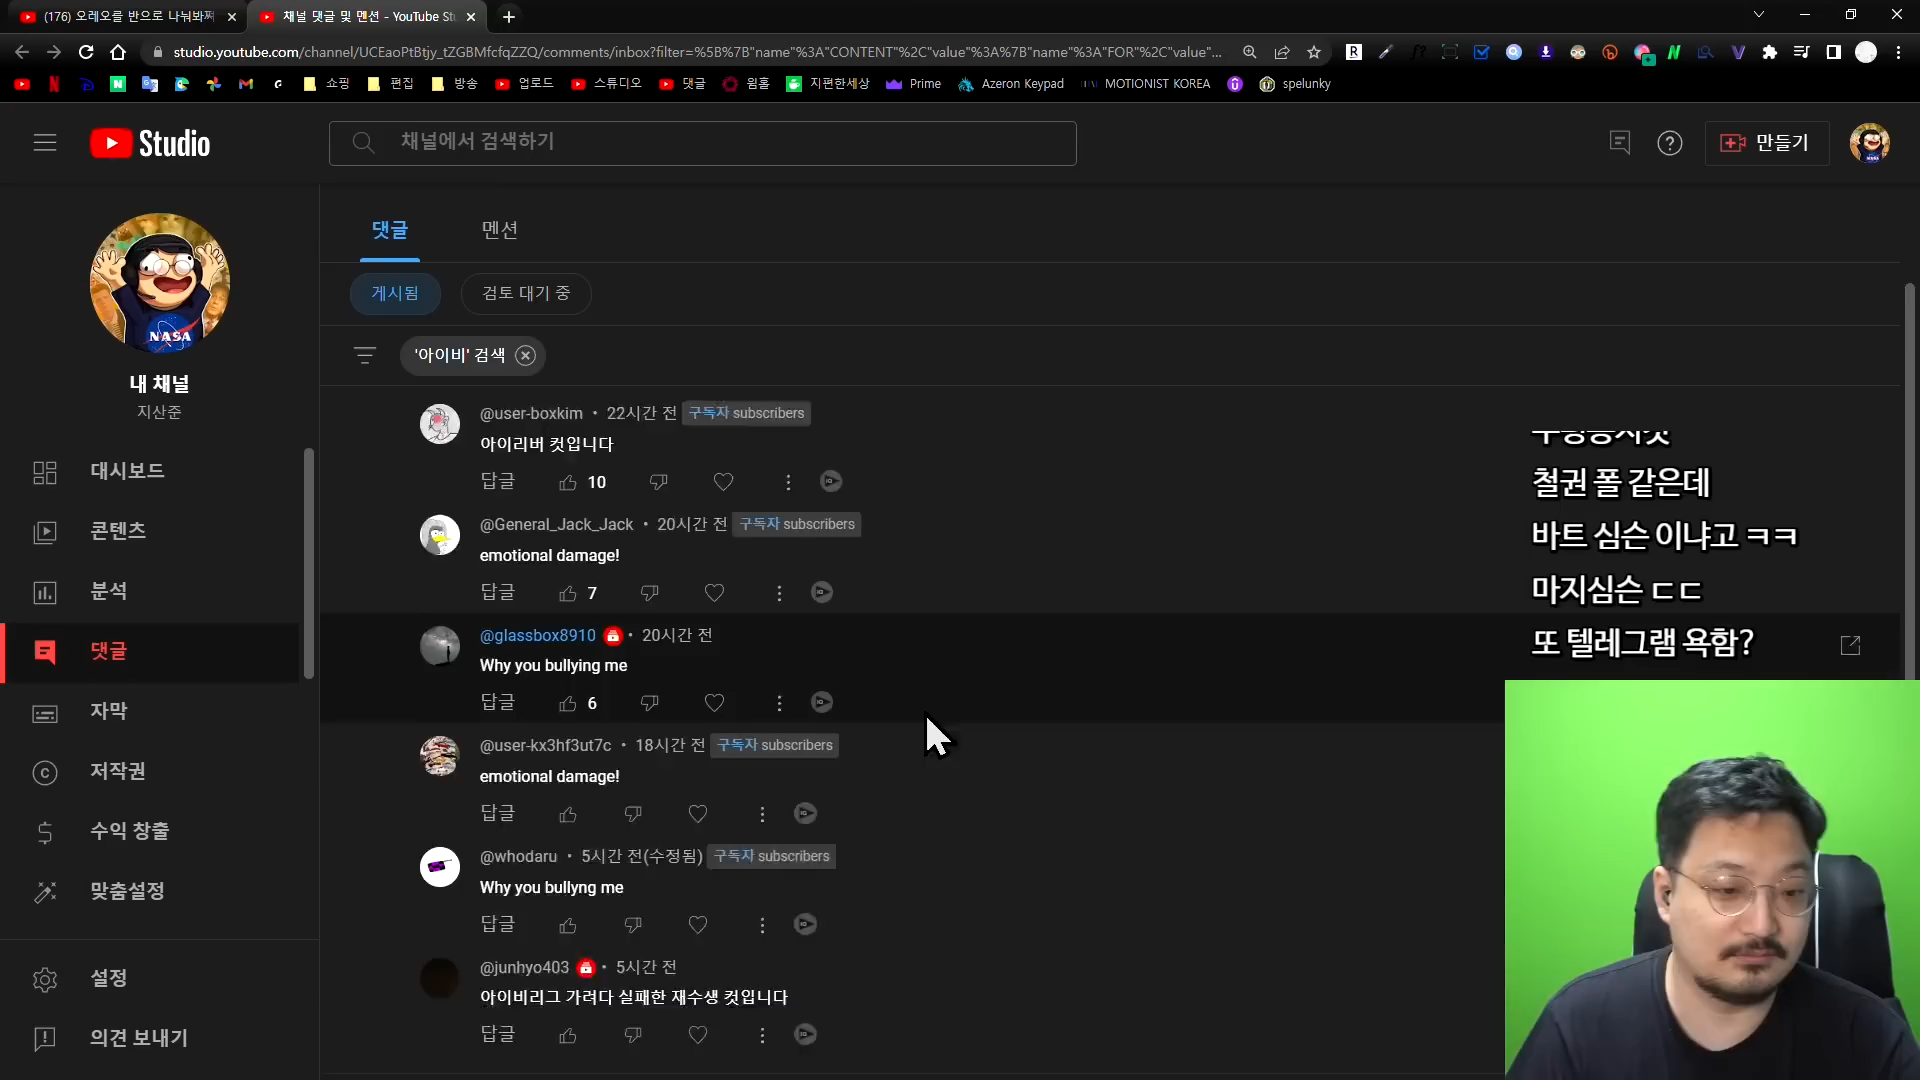 (176) 오레오를 반으로 나눠봐찌
채널 댓글 및 멘션 - YouTube St
studio.youtube.com/channel/UCEaoPtBtjy_tZGBMfcfqZZQ/comments/inbox?filter=%5B%7B"name"%3A"CONTENT"%2C"value"%3A%7B"name"%3A"FOR"%2C"value"...
쇼핑
편집
방송
업로드
스튜디오
댓글
웜홀
지편한세상
Prime
Azeron Keypad
MOTIONIST KOREA
spelunky
Studio
채널에서 검색하기
만들기
NASA
내 채널
지산준
대시보드
콘텐츠
분석
댓글
자막
저작권
수익 창출
맞춤설정
설정
의견 보내기
댓글
멘션
게시됨
검토 대기 중
'아이비' 검색
@user-boxkim • 22시간 전 구독자 subscribers
아이리버 컷입니다
답글 10
@General_Jack_Jack • 20시간 전 구독자 subscribers
emotional damage!
답글 7
@glassbox8910 • 20시간 전
Why you bullying me
답글 6
@user-kx3hf3ut7c • 18시간 전 구독자 subscribers
emotional damage!
답글
@whodaru • 5시간 전(수정됨) 구독자 subscribers
Why you bullyng me
답글
@junhyo403 • 5시간 전
아이비리그 가려다 실패한 재수생 컷입니다
답글
철권 폴 같은데
바트 심슨 이냐고 ㅋㅋ
마지심슨 ㄷㄷ
또 텔레그램 욕함?